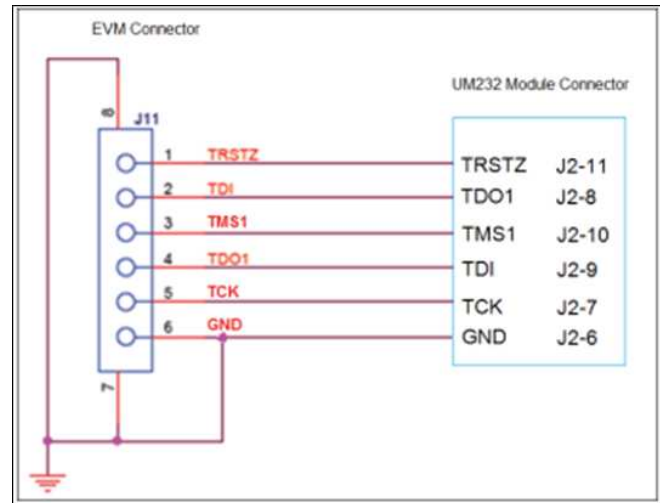 EVM Connector
UM232 Module Connector
8
J11
1 TRSTZ TRSTZ J2-11
2 TDI TDO1 J2-8
3 TMS1 TMS1 J2-10
4 TDO1 TDI J2-9
5 TCK TCK J2-7
6 GND GND J2-6
7